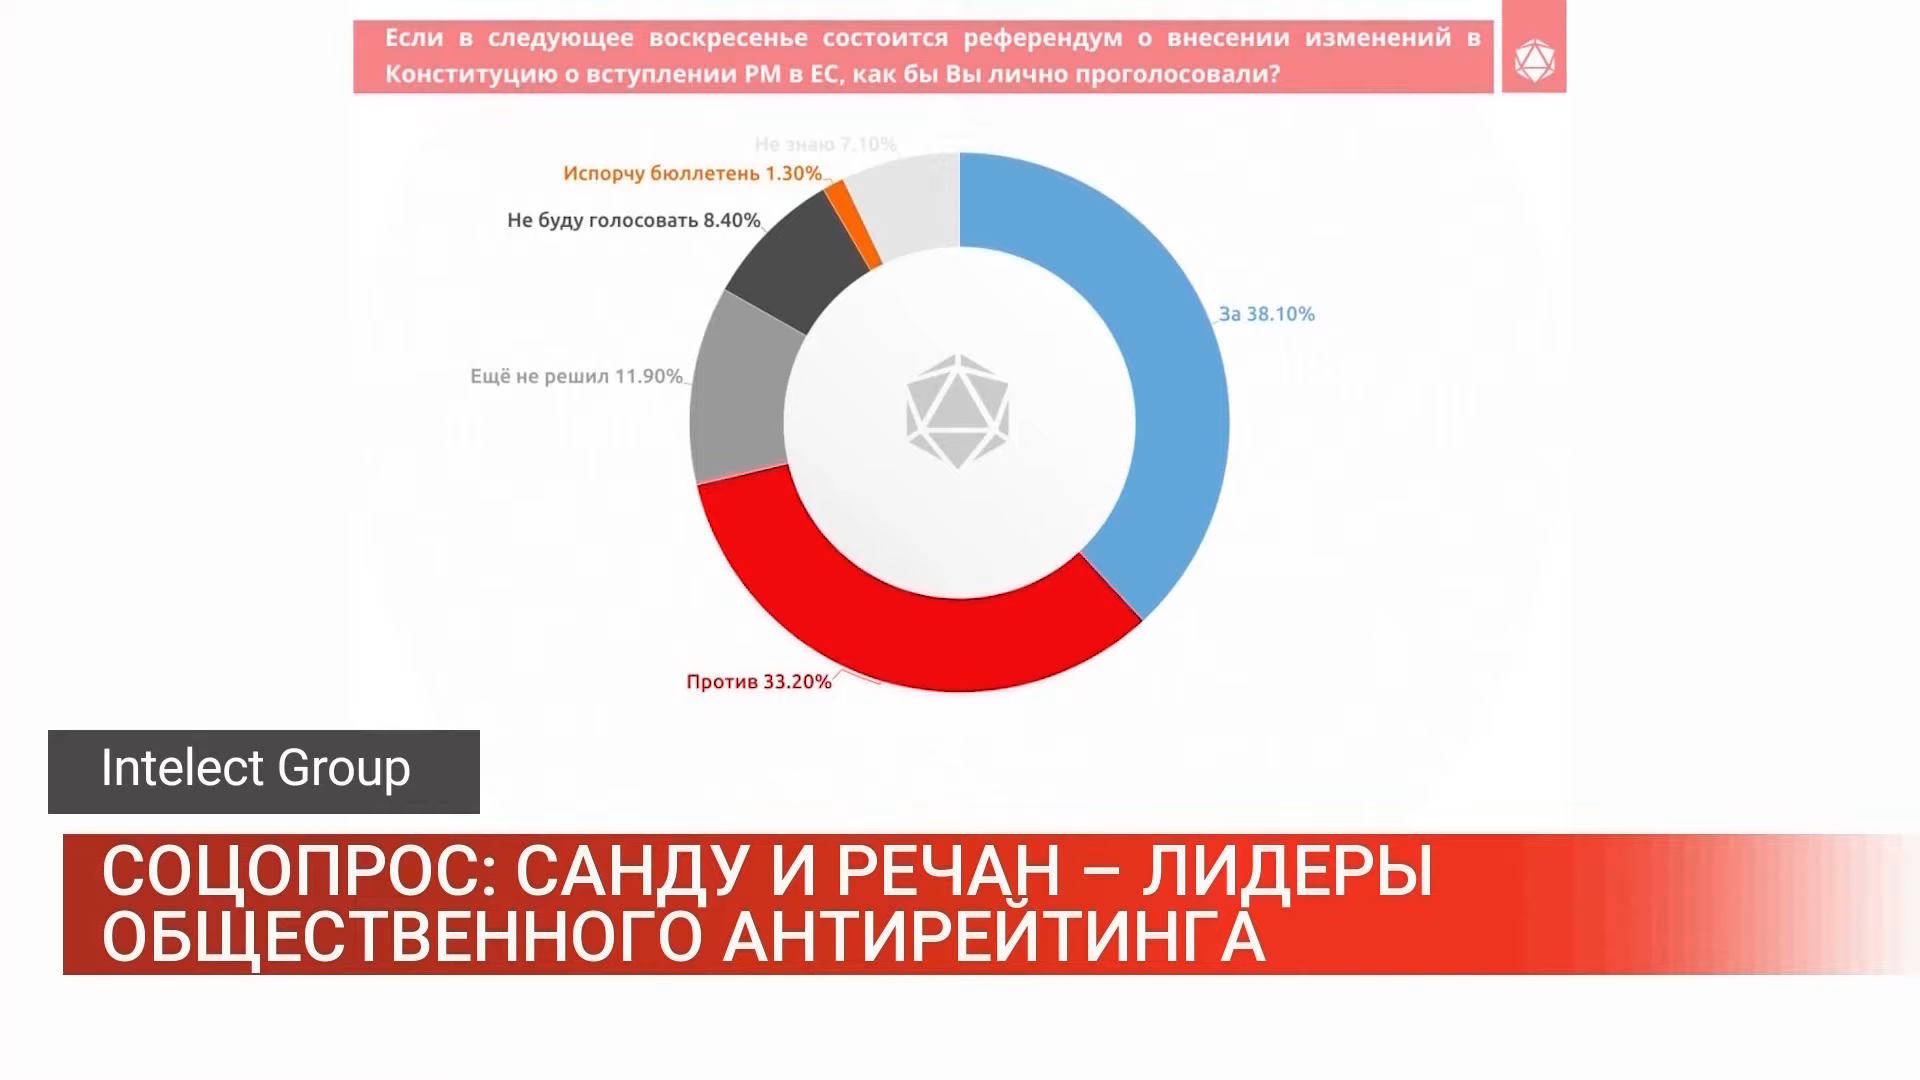 Если в следующее воскресенье состоится референдум о внесении изменений в
Конституцию о вступлении РМ в ЕС, как бы Вы лично проголосовали?
Не знаю 7.10%
Испорчу бюллетень 1.30%
Не буду голосовать 8.40%
За 38.10%
Ещё не решил 11.90%
Против 33.20%
Intelect Group
СОЦОПРОС: САНДУ И РЕЧАН – ЛИДЕРЫ
ОБЩЕСТВЕННОГО АНТИРЕЙТИНГА